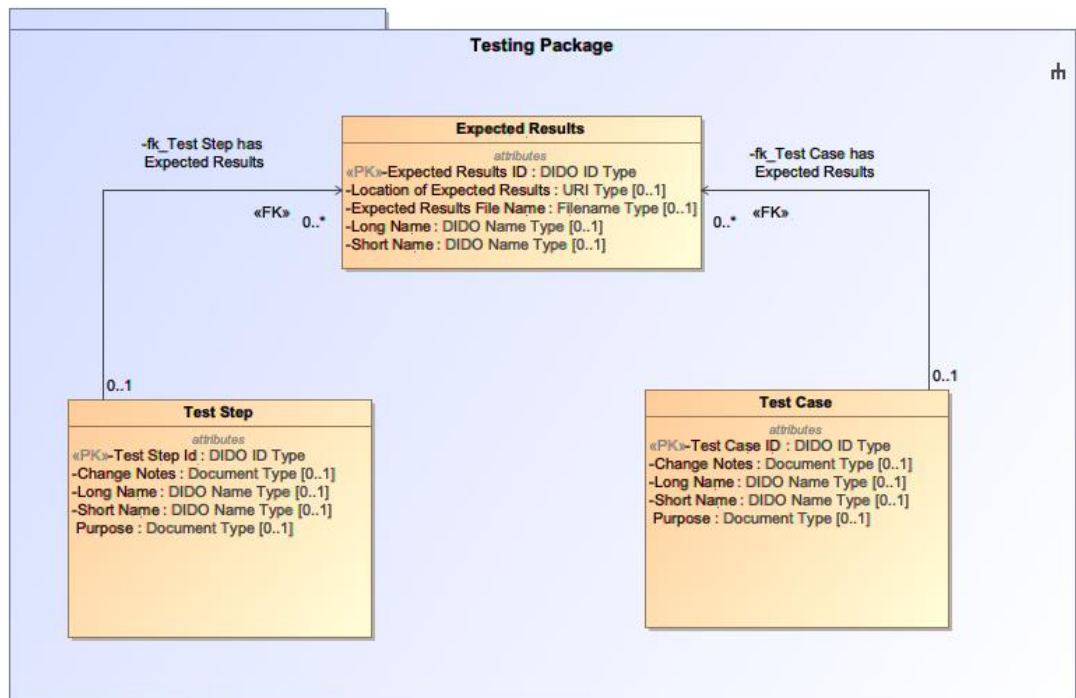 Testing Package
-fk_Test Step has
Expected Results
«FK»
0..*
0..1
Expected Results
attributes
«PK»-Expected Results ID : DIDO ID Type
-Location of Expected Results : URI Type [0..1]
-Expected Results File Name : Filename Type [0..1]
-Long Name : DIDO Name Type [0..1]
-Short Name : DIDO Name Type [0..1]
-fk_Test Case has
Expected Results
0..*
«FK»
0..1
Test Step
attributes
«PK»-Test Step Id : DIDO ID Type
-Change Notes : Document Type [0..1]
-Long Name : DIDO Name Type [0..1]
-Short Name : DIDO Name Type [0..1]
Purpose : Document Type [0..1]
Test Case
attributes
«PK»-Test Case ID : DIDO ID Type
-Change Notes : Document Type [0..1]
-Long Name : DIDO Name Type [0..1]
-Short Name : DIDO Name Type [0..1]
Purpose : Document Type [0..1]